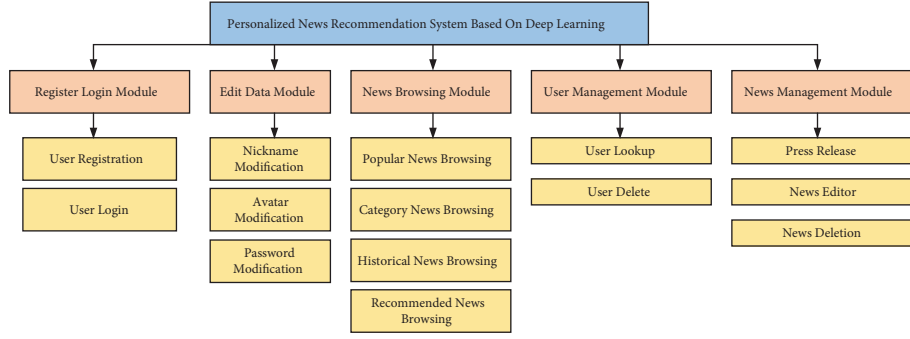 Personalized News Recommendation System Based On Deep Learning
Register Login Module
Edit Data Module
News Browsing Module
User Management Module
News Management Module
User Registration
User Login
Nickname
Modification
Avatar
Modification
Password
Modification
Popular News Browsing
Category News Browsing
Historical News Browsing
Recommended News
Browsing
User Lookup
User Delete
Press Release
News Editor
News Deletion